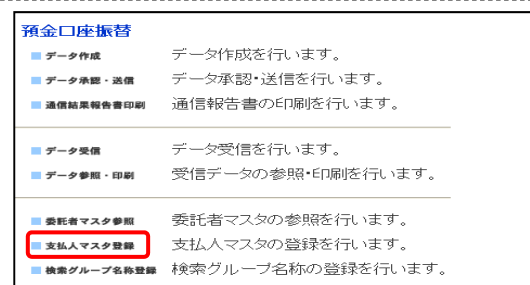 預金口座振替
データ作成 データ作成を行います。
データ承認・送信 データ承認・送信を行います。
通信結果報告書印刷 通信報告書の印刷を行います。
データ受信 データ受信を行います。
データ参照・印刷 受信データの参照・印刷を行います。
委託者マスタ参照 委託者マスタの参照を行います。
支払人マスタ登録 支払人マスタの登録を行います。
検索グループ名称登録 検索グループ名称の登録を行います。